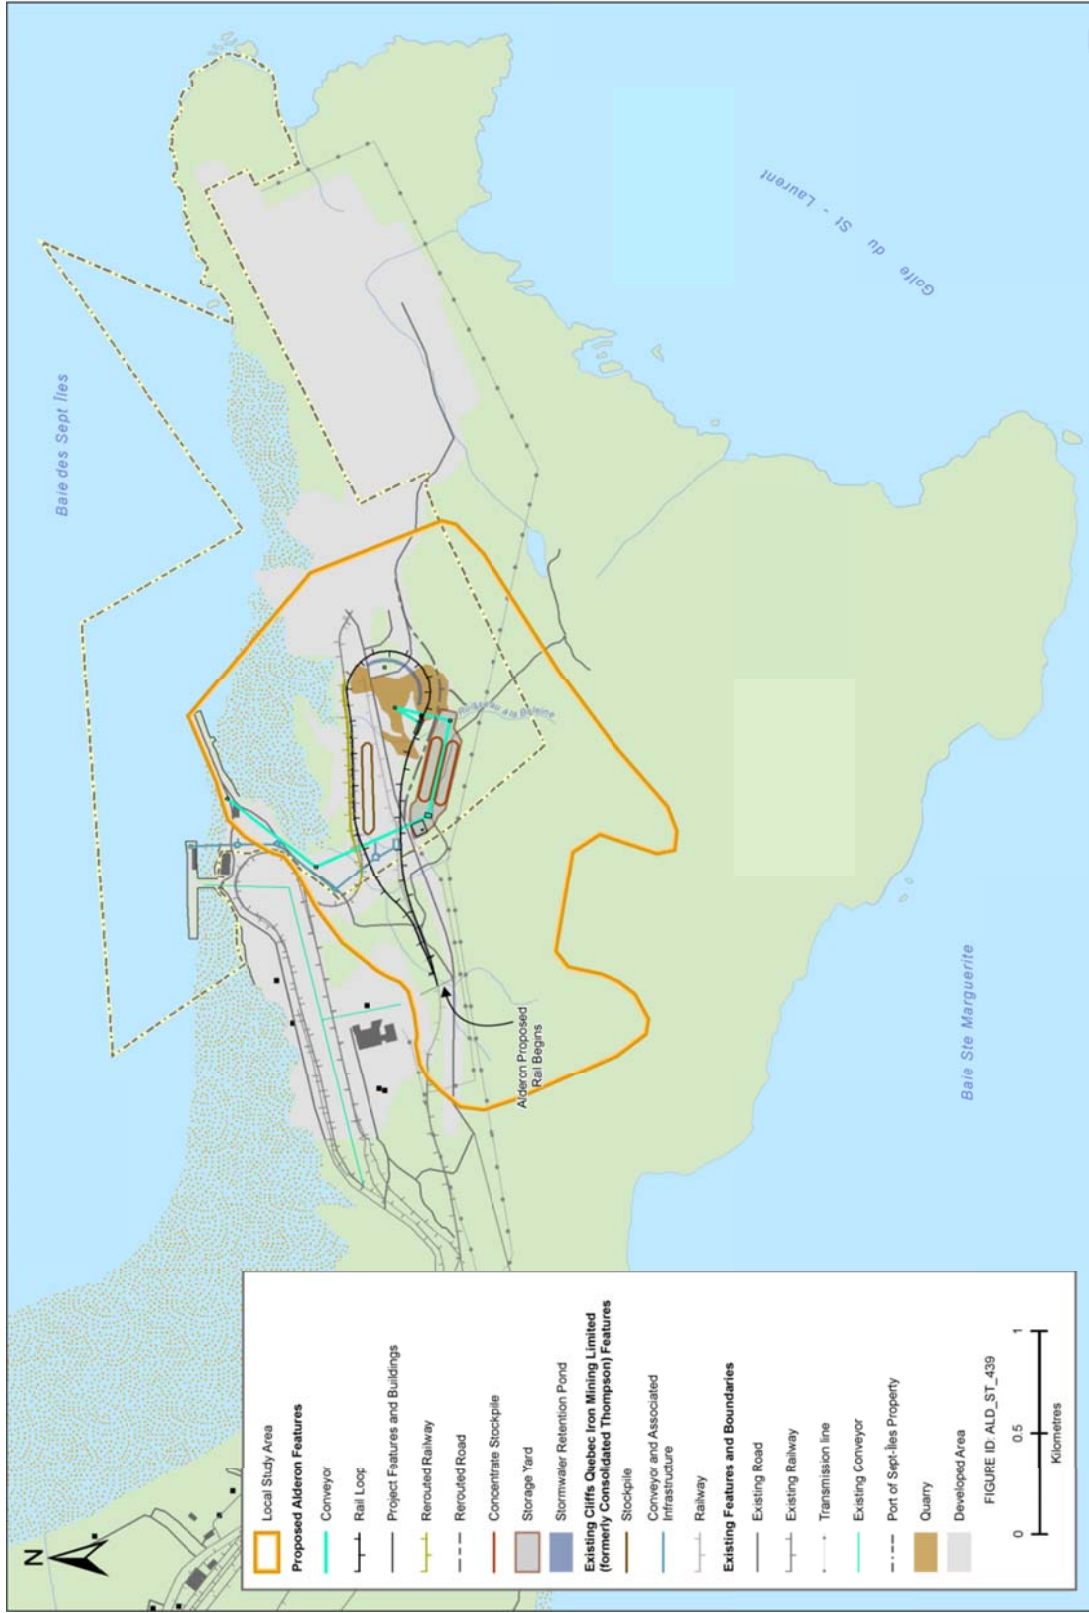 Baie des Sept Îles
Golfe du St - Laurent
Ruisseau à la Baleine
Alderon Proposed
Rail Begins
Baie Ste Marguerite
N
Local Study Area
Proposed Alderon Features
Conveyor
Rail Loop
Project Features and Buildings
Rerouted Railway
Rerouted Road
Concentrate Stockpile
Storage Yard
Stormwater Retention Pond
Existing Cliffs Quebec Iron Mining Limited
(formerly Consolidated Thompson) Features
Stockpile
Conveyor and Associated
Infrastructure
Railway
Existing Features and Boundaries
Existing Road
Existing Railway
Transmission line
Existing Conveyor
Port of Sept-Îles Property
Quarry
Developed Area
FIGURE ID: ALD_ST_439
0 0.5 1
Kilometres